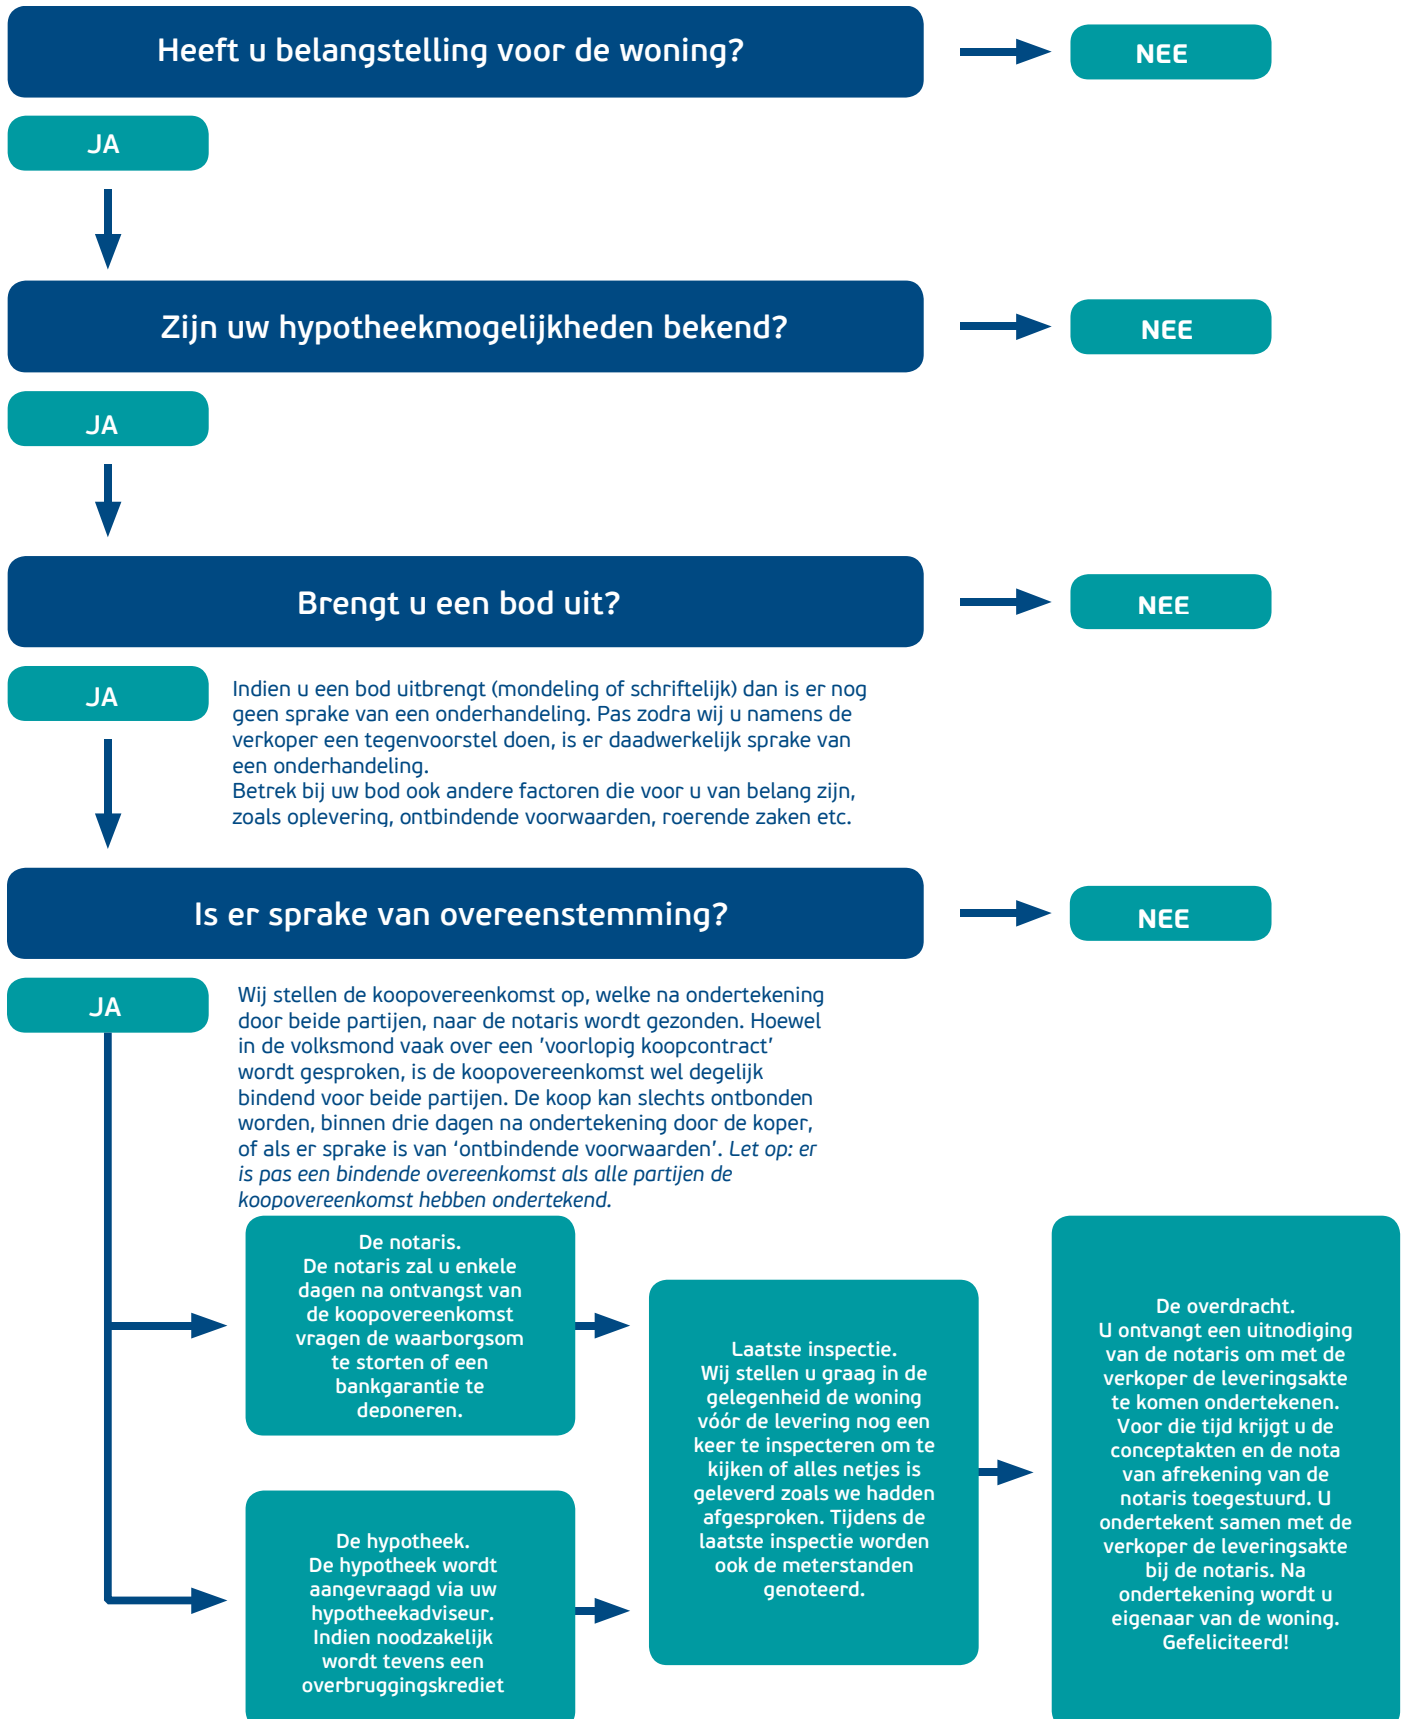 Heeft u belangstelling voor de woning?
NEE
JA
Zijn uw hypotheekmogelijkheden bekend?
NEE
JA
Brengt u een bod uit?
NEE
JA
Indien u een bod uitbrengt (mondeling of schriftelijk) dan is er nog
geen sprake van een onderhandeling. Pas zodra wij u namens de
verkoper een tegenvoorstel doen, is er daadwerkelijk sprake van
een onderhandeling.
Betrek bij uw bod ook andere factoren die voor u van belang zijn,
zoals oplevering, ontbindende voorwaarden, roerende zaken etc.
Is er sprake van overeenstemming?
NEE
JA
Wij stellen de koopovereenkomst op, welke na ondertekening
door beide partijen, naar de notaris wordt gezonden. Hoewel
in de volksmond vaak over een 'voorlopig koopcontract'
wordt gesproken, is de koopovereenkomst wel degelijk
bindend voor beide partijen. De koop kan slechts ontbonden
worden, binnen drie dagen na ondertekening door de koper,
of als er sprake is van ‘ontbindende voorwaarden’. Let op: er
is pas een bindende overeenkomst als alle partijen de
koopovereenkomst hebben ondertekend.
De notaris.
De notaris zal u enkele
dagen na ontvangst van
de koopovereenkomst
vragen de waarborgsom
te storten of een
bankgarantie te
deponeren.
De hypotheek.
De hypotheek wordt
aangevraagd via uw
hypotheekadviseur.
Indien noodzakelijk
wordt tevens een
overbruggingskrediet
Laatste inspectie.
Wij stellen u graag in de
gelegenheid de woning
vóór de levering nog een
keer te inspecteren om te
kijken of alles netjes is
geleverd zoals we hadden
afgesproken. Tijdens de
laatste inspectie worden
ook de meterstanden
genoteerd.
De overdracht.
U ontvangt een uitnodiging
van de notaris om met de
verkoper de leveringsakte
te komen ondertekenen.
Voor die tijd krijgt u de
conceptakten en de nota
van afrekening van de
notaris toegestuurd. U
ondertekent samen met de
verkoper de leveringsakte
bij de notaris. Na
ondertekening wordt u
eigenaar van de woning.
Gefeliciteerd!